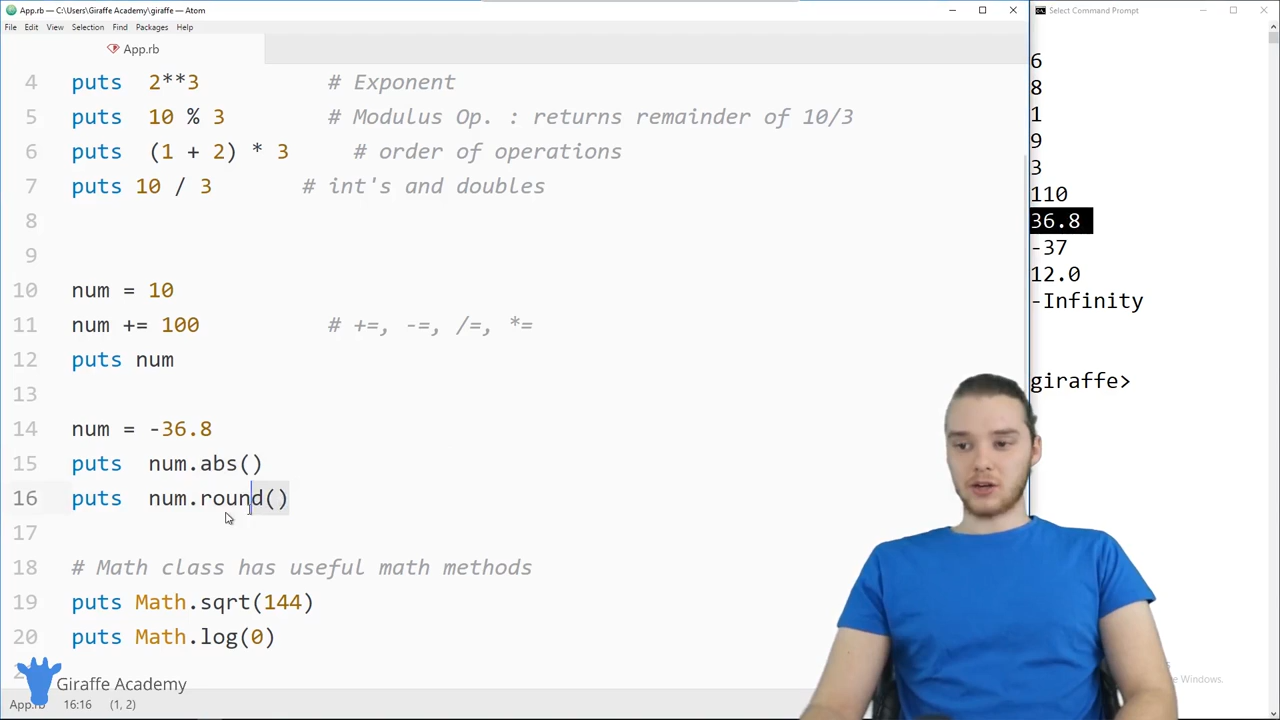 App.rb — C:\Users\Giraffe Academy\giraffe — Atom
File Edit View Selection Find Packages Help
App.rb
4 puts 2**3 # Exponent
5 puts 10 % 3 # Modulus Op. : returns remainder of 10/3
6 puts (1 + 2) * 3 # order of operations
7 puts 10 / 3 # int's and doubles
8
9
10 num = 10
11 num += 100 # +=, -=, /=, *=
12 puts num
13
14 num = -36.8
15 puts num.abs()
16 puts num.round()
17
18 # Math class has useful math methods
19 puts Math.sqrt(144)
20 puts Math.log(0)
Giraffe Academy
App.rb 16:16 (1, 2)
Select Command Prompt
6
8
1
9
3
110
36.8
-37
12.0
-Infinity
giraffe>
Windows.